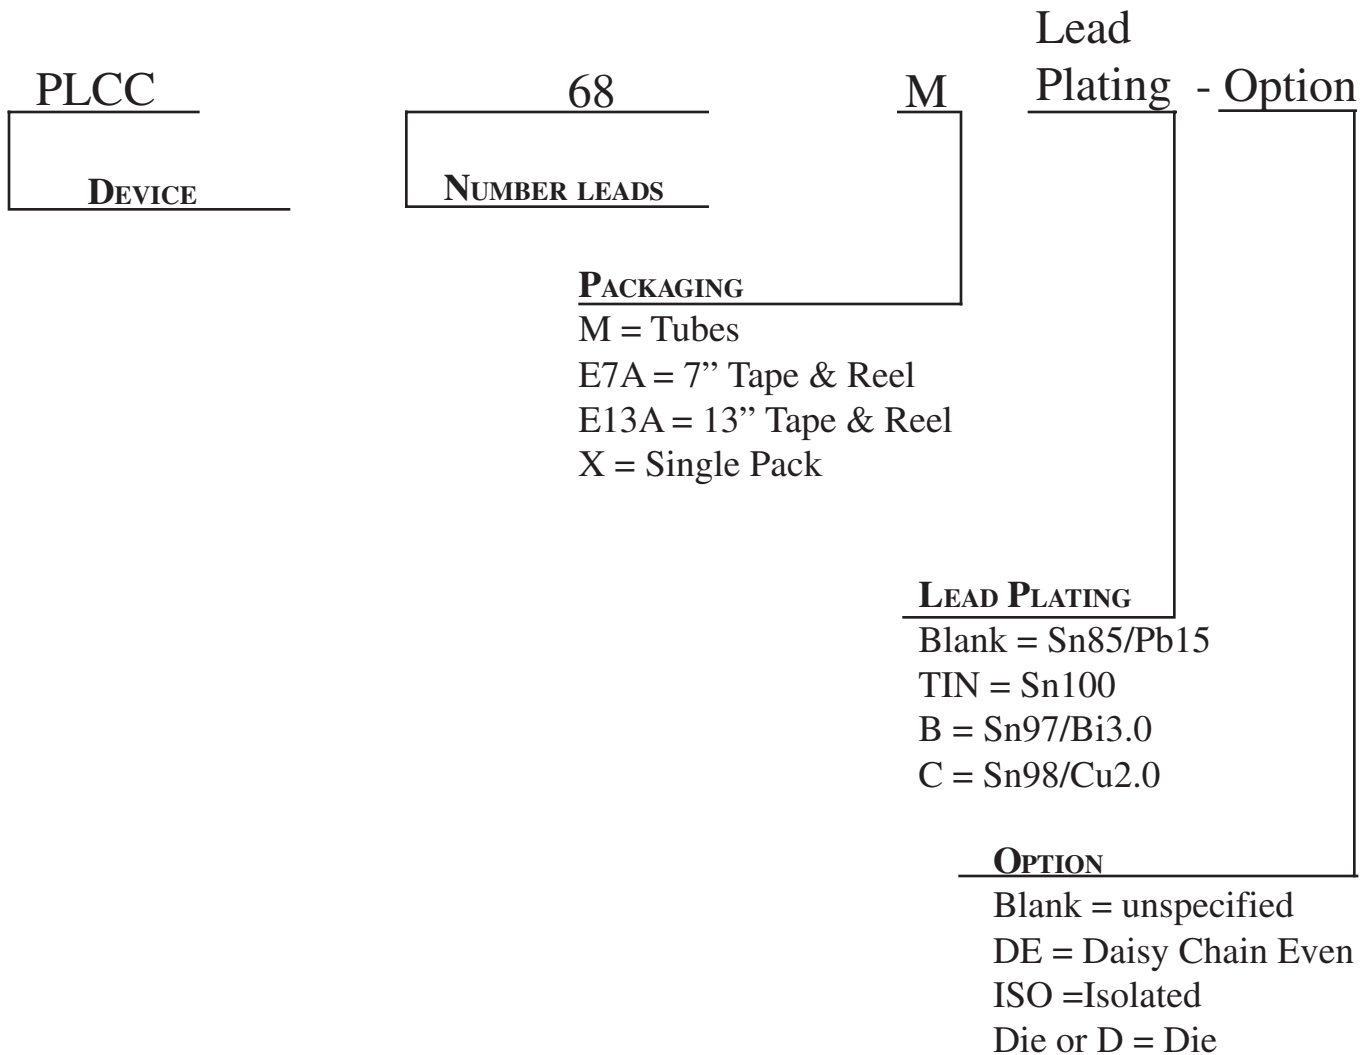 Lead
PLCC 68 M Plating - Option
DEVICE NUMBER LEADS
PACKAGING
M = Tubes
E7A = 7” Tape & Reel
E13A = 13” Tape & Reel
X = Single Pack
LEAD PLATING
Blank = Sn85/Pb15
TIN = Sn100
B = Sn97/Bi3.0
C = Sn98/Cu2.0
OPTION
Blank = unspecified
DE = Daisy Chain Even
ISO =Isolated
Die or D = Die